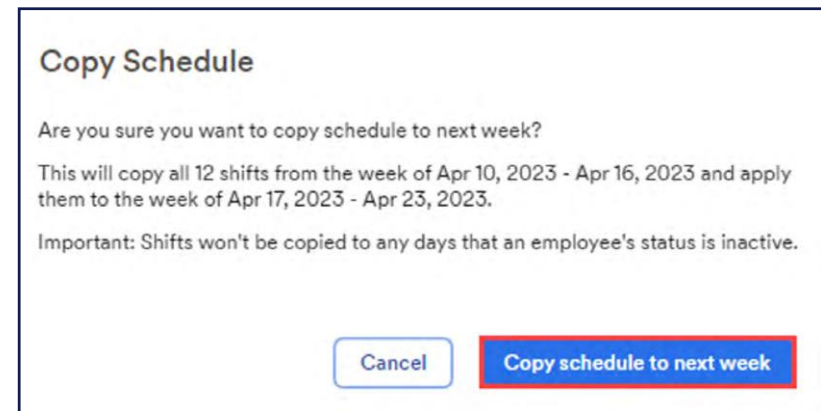 Copy Schedule
Are you sure you want to copy schedule to next week?
This will copy all 12 shifts from the week of Apr 10, 2023 - Apr 16, 2023 and apply
them to the week of Apr 17, 2023 - Apr 23, 2023.
Important: Shifts won't be copied to any days that an employee's status is inactive.
Cancel
Copy schedule to next week